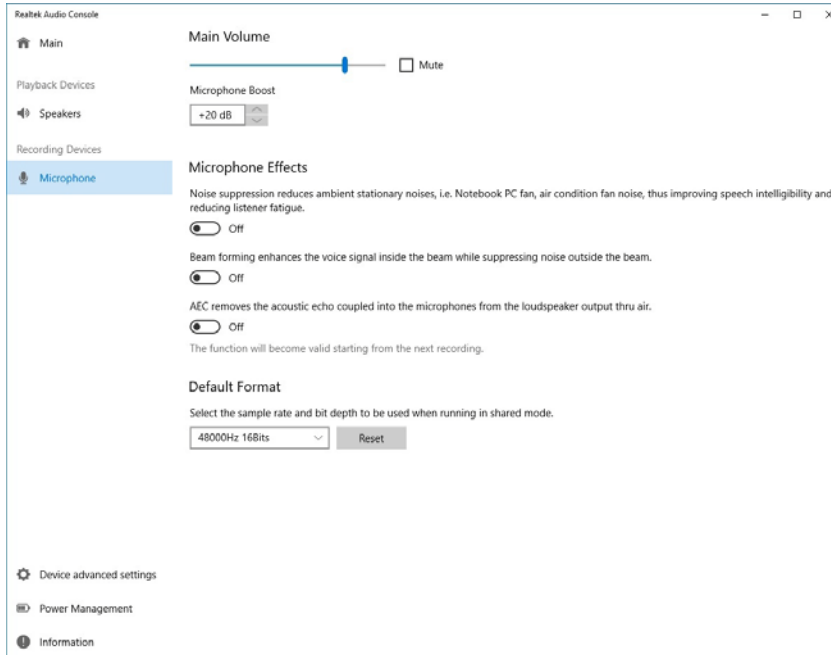 Realtek Audio Console
Main
Playback Devices
Speakers
Recording Devices
Microphone
Device advanced settings
Power Management
Information
Main Volume
Mute
Microphone Boost
+20 dB
Microphone Effects
Noise suppression reduces ambient stationary noises, i.e. Notebook PC fan, air condition fan noise, thus improving speech intelligibility and
reducing listener fatigue.
Off
Beam forming enhances the voice signal inside the beam while suppressing noise outside the beam.
Off
AEC removes the acoustic echo coupled into the microphones from the loudspeaker output thru air.
Off
The function will become valid starting from the next recording.
Default Format
Select the sample rate and bit depth to be used when running in shared mode.
48000Hz 16Bits
Reset